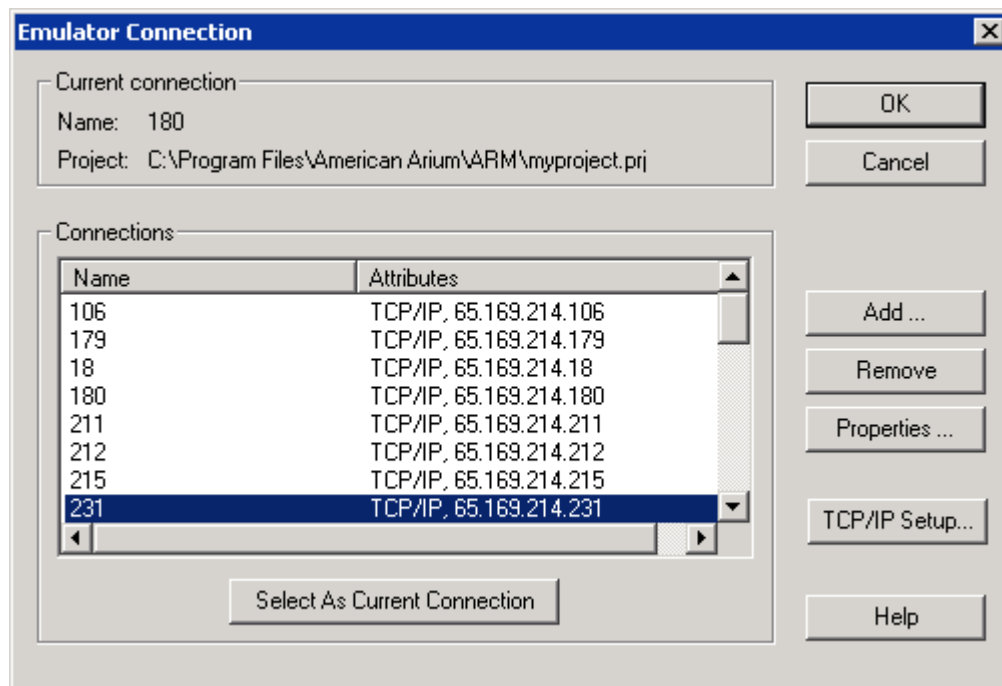 Emulator Connection
Current connection
Name: 180
Project: C:\Program Files\American Arium\ARM\myproject.prj
OK
Cancel
Connections
Name Attributes
106 TCP/IP, 65.169.214.106
179 TCP/IP, 65.169.214.179
18 TCP/IP, 65.169.214.18
180 TCP/IP, 65.169.214.180
211 TCP/IP, 65.169.214.211
212 TCP/IP, 65.169.214.212
215 TCP/IP, 65.169.214.215
231 TCP/IP, 65.169.214.231
Select As Current Connection
Add ...
Remove
Properties ...
TCP/IP Setup...
Help